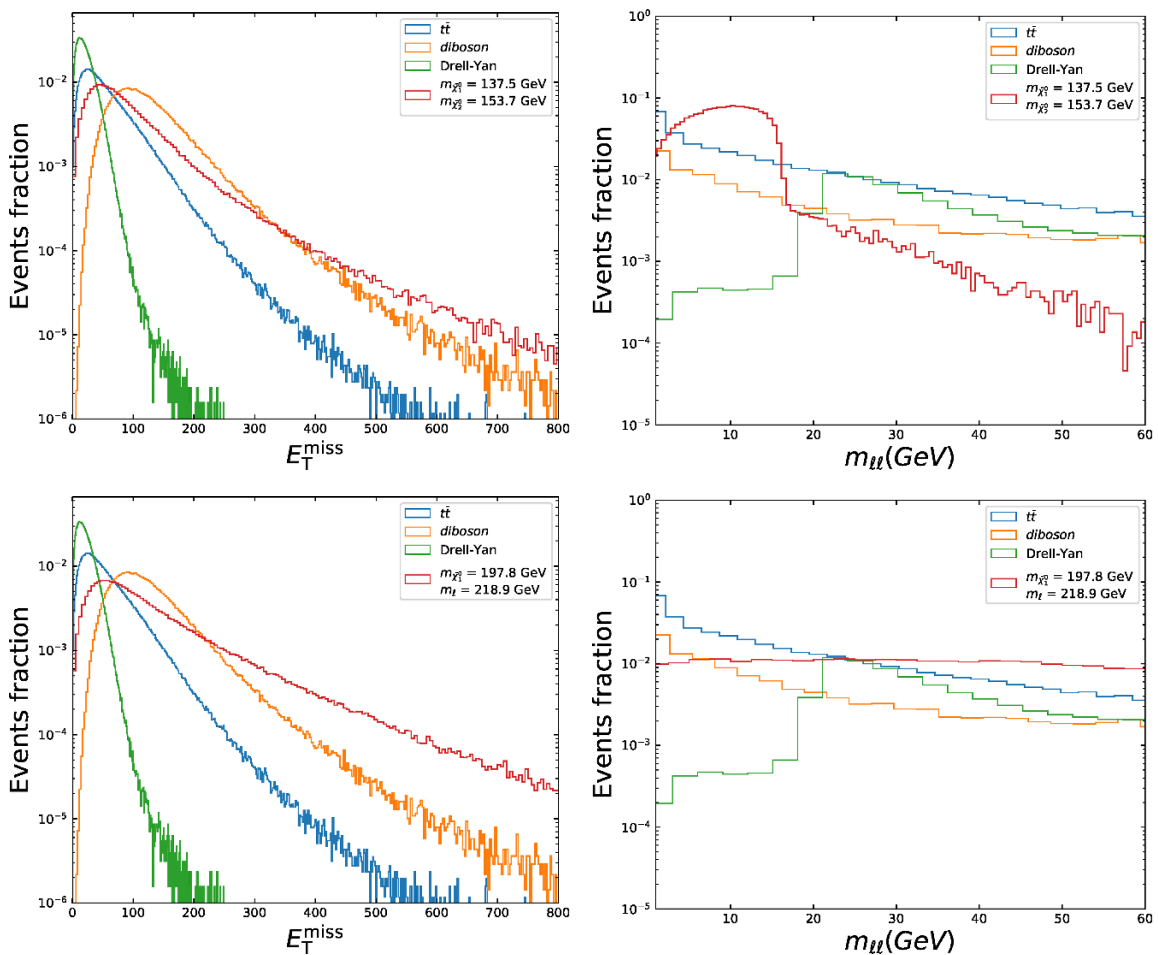 Events fraction
10⁻²
10⁻³
10⁻⁴
10⁻⁵
10⁻⁶
tt̄
diboson
Drell-Yan
m_χ̃₁⁰ = 137.5 GeV
m_χ̃₂⁰ = 153.7 GeV
0 100 200 300 400 500 600 700 800
E_T^miss
Events fraction
10⁰
10⁻¹
10⁻²
10⁻³
10⁻⁴
10⁻⁵
tt̄
diboson
Drell-Yan
m_χ̃₁⁰ = 137.5 GeV
m_χ̃₂⁰ = 153.7 GeV
10 20 30 40 50 60
m_ℓℓ(GeV)
Events fraction
10⁻²
10⁻³
10⁻⁴
10⁻⁵
10⁻⁶
tt̄
diboson
Drell-Yan
m_χ̃₁⁰ = 197.8 GeV
m_ℓ̃ = 218.9 GeV
0 100 200 300 400 500 600 700 800
E_T^miss
Events fraction
10⁰
10⁻¹
10⁻²
10⁻³
10⁻⁴
10⁻⁵
tt̄
diboson
Drell-Yan
m_χ̃₁⁰ = 197.8 GeV
m_ℓ̃ = 218.9 GeV
10 20 30 40 50 60
m_ℓℓ(GeV)